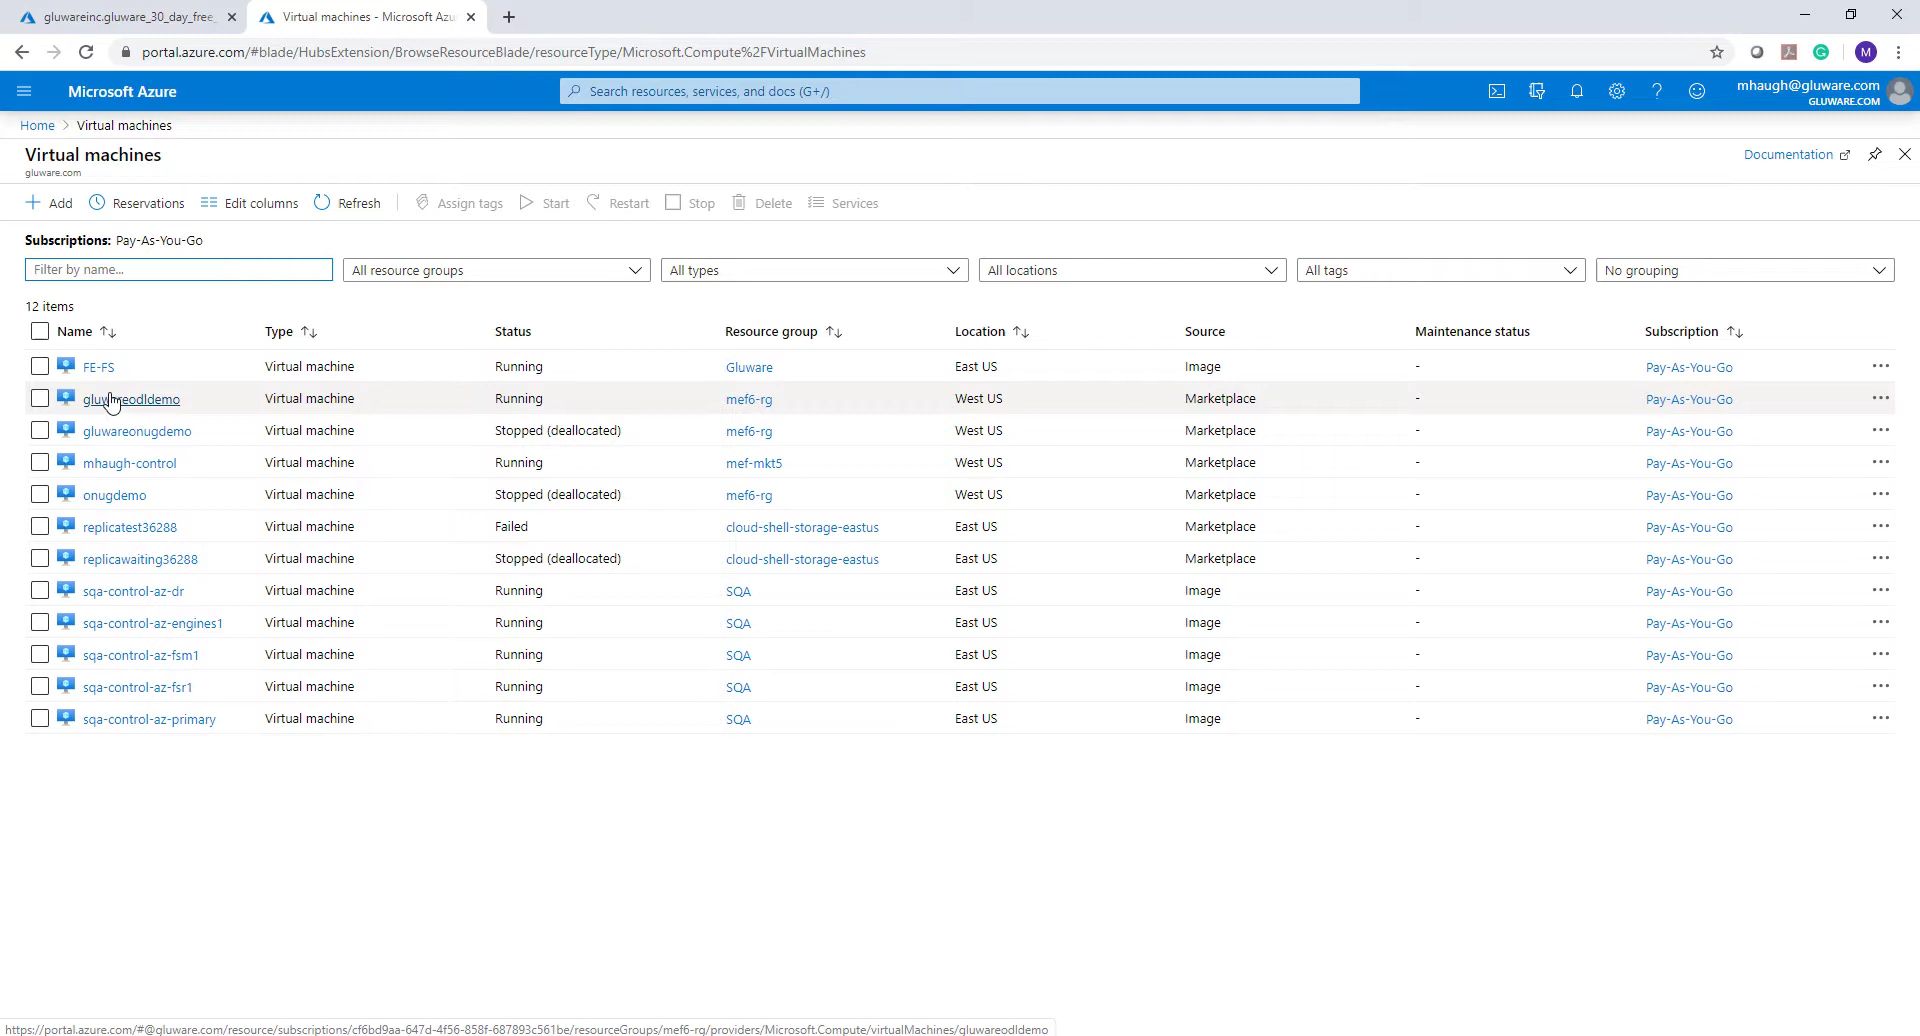 gluwareinc.gluware_30_day_free_
Virtual machines - Microsoft Azu
portal.azure.com/#blade/HubsExtension/BrowseResourceBlade/resourceType/Microsoft.Compute%2FVirtualMachines
M
Microsoft Azure
Search resources, services, and docs (G+/)
mhaugh@gluware.com
GLUWARE.COM
Home > Virtual machines
Virtual machines
gluware.com
Documentation
Add Reservations Edit columns Refresh Assign tags Start Restart Stop Delete Services
Subscriptions: Pay-As-You-Go
Filter by name... All resource groups All types All locations All tags No grouping
12 items
Name Type Status Resource group Location Source Maintenance status Subscription
FE-FS Virtual machine Running Gluware East US Image - Pay-As-You-Go ...
gluwareodldemo Virtual machine Running mef6-rg West US Marketplace - Pay-As-You-Go ...
gluwareonugdemo Virtual machine Stopped (deallocated) mef6-rg West US Marketplace - Pay-As-You-Go ...
mhaugh-control Virtual machine Running mef-mkt5 West US Marketplace - Pay-As-You-Go ...
onugdemo Virtual machine Stopped (deallocated) mef6-rg West US Marketplace - Pay-As-You-Go ...
replicatest36288 Virtual machine Failed cloud-shell-storage-eastus East US Marketplace - Pay-As-You-Go ...
replicawaiting36288 Virtual machine Stopped (deallocated) cloud-shell-storage-eastus East US Marketplace - Pay-As-You-Go ...
sqa-control-az-dr Virtual machine Running SQA East US Image - Pay-As-You-Go ...
sqa-control-az-engines1 Virtual machine Running SQA East US Image - Pay-As-You-Go ...
sqa-control-az-fsm1 Virtual machine Running SQA East US Image - Pay-As-You-Go ...
sqa-control-az-fsr1 Virtual machine Running SQA East US Image - Pay-As-You-Go ...
sqa-control-az-primary Virtual machine Running SQA East US Image - Pay-As-You-Go ...
https://portal.azure.com/#@gluware.com/resource/subscriptions/cf6bd9aa-647d-4f56-858f-687893c561be/resourceGroups/mef6-rg/providers/Microsoft.Compute/virtualMachines/gluwareodldemo